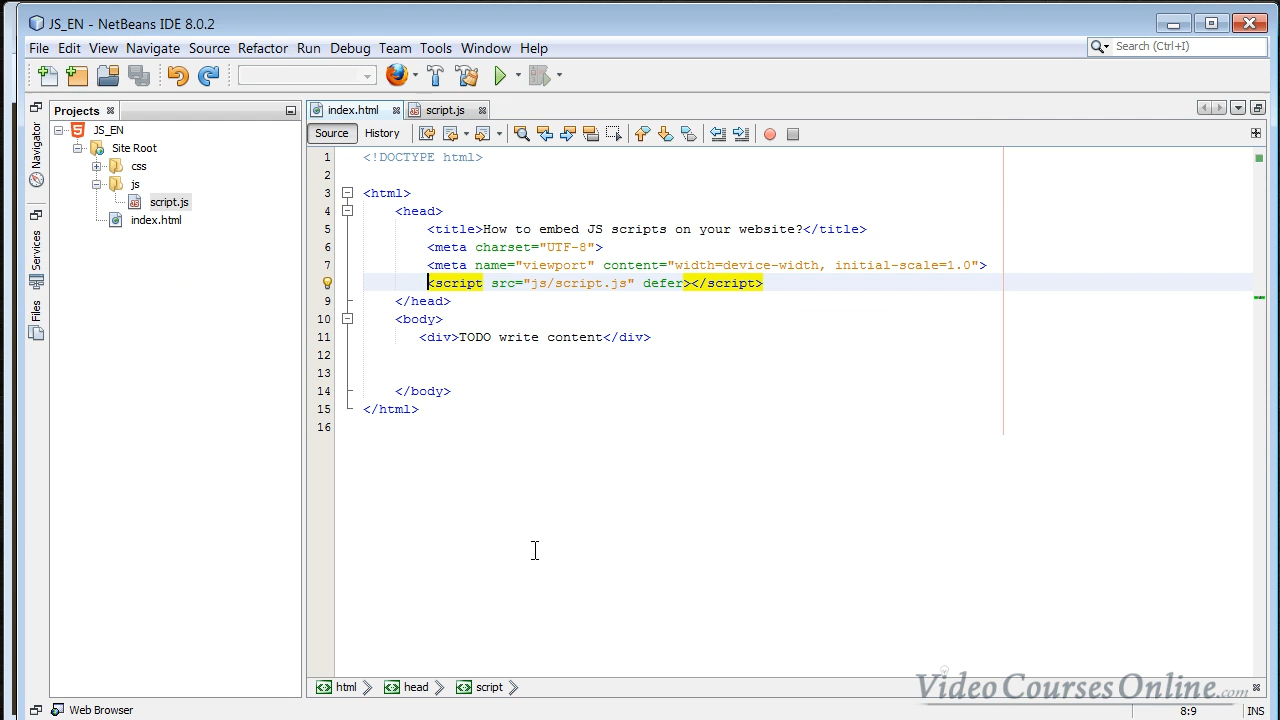 JS_EN - NetBeans IDE 8.0.2
File Edit View Navigate Source Refactor Run Debug Team Tools Window Help
Search (Ctrl+I)
Projects
index.html
script.js
Source History
Navigator
Services
Files
JS_EN
Site Root
css
js
script.js
index.html
1 <!DOCTYPE html>
2
3 <html>
4 <head>
5 <title>How to embed JS scripts on your website?</title>
6 <meta charset="UTF-8">
7 <meta name="viewport" content="width=device-width, initial-scale=1.0">
<script src="js/script.js" defer></script>
9 </head>
10 <body>
11 <div>TODO write content</div>
12
13
14 </body>
15 </html>
16
html head script
VideoCoursesOnline.com
Web Browser
8:9 INS